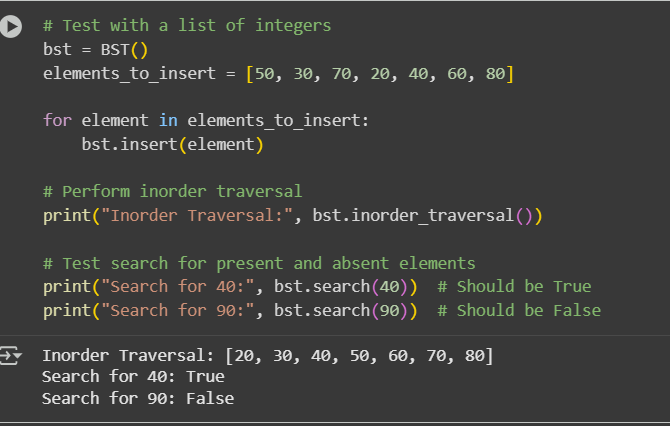 # Test with a list of integers
bst = BST()
elements_to_insert = [50, 30, 70, 20, 40, 60, 80]
for element in elements_to_insert:
    bst.insert(element)
# Perform inorder traversal
print("Inorder Traversal:", bst.inorder_traversal())
# Test search for present and absent elements
print("Search for 40:", bst.search(40))  # Should be True
print("Search for 90:", bst.search(90))  # Should be False
Inorder Traversal: [20, 30, 40, 50, 60, 70, 80]
Search for 40: True
Search for 90: False